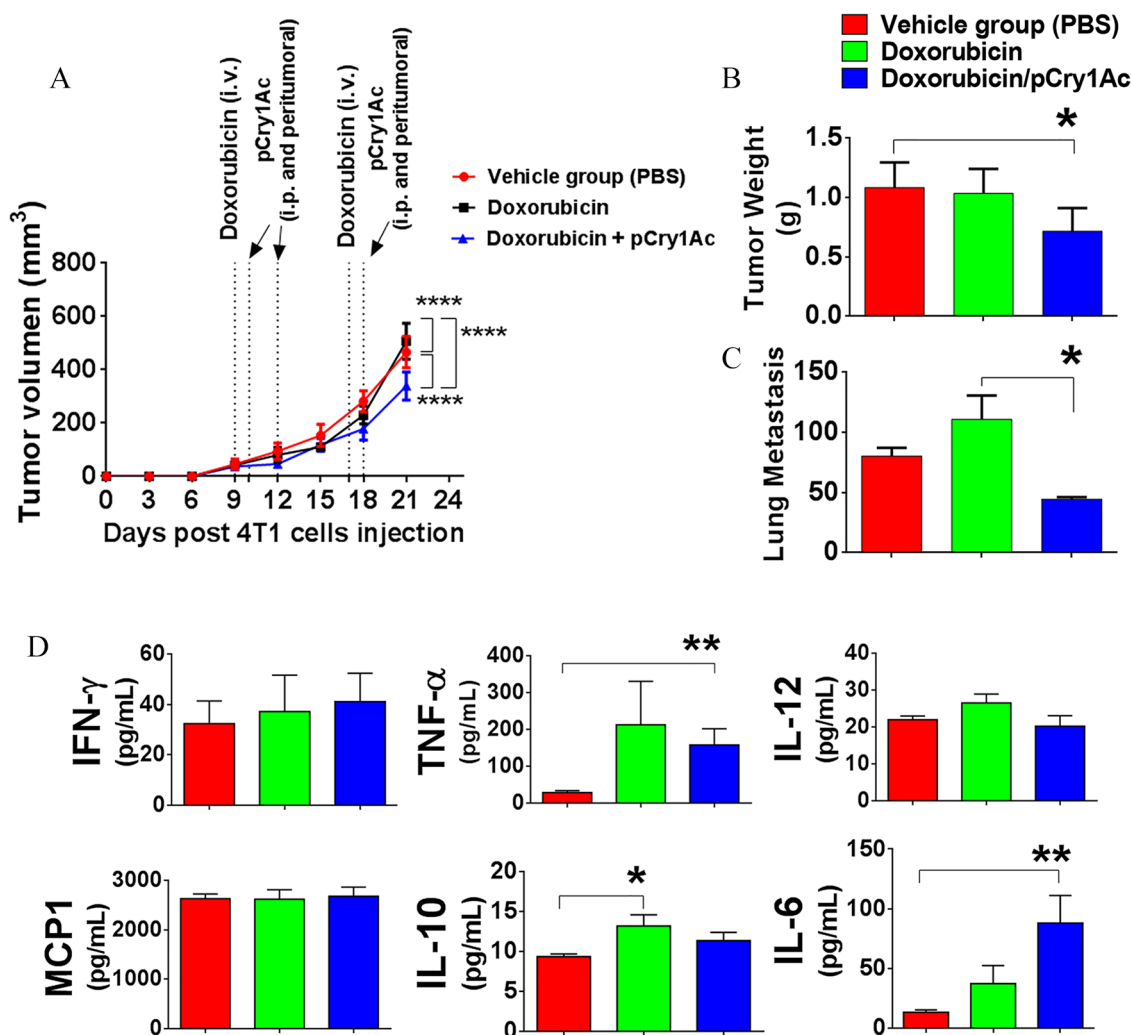 Vehicle group (PBS)
Doxorubicin
Doxorubicin/pCry1Ac
A
Doxorubicin (i.v.)
pCry1Ac
(i.p. and peritumoral)
Doxorubicin (i.v.)
pCry1Ac
(i.p. and peritumoral)
Vehicle group (PBS)
Doxorubicin
Doxorubicin + pCry1Ac
Tumor volumen (mm³)
800
600
400
200
0
****
****
****
0 3 6 9 12 15 18 21 24
Days post 4T1 cells injection
B
Tumor Weight
(g)
1.5
1.0
0.5
0.0
*
C
Lung Metastasis
150
100
50
0
*
D
IFN-γ
(pg/mL)
60
40
20
0
TNF-α
(pg/mL)
400
300
200
100
0
**
IL-12
(pg/mL)
40
30
20
10
0
MCP1
(pg/mL)
3000
2000
1000
0
IL-10
(pg/mL)
20
15
10
5
0
*
IL-6
(pg/mL)
150
100
50
0
**